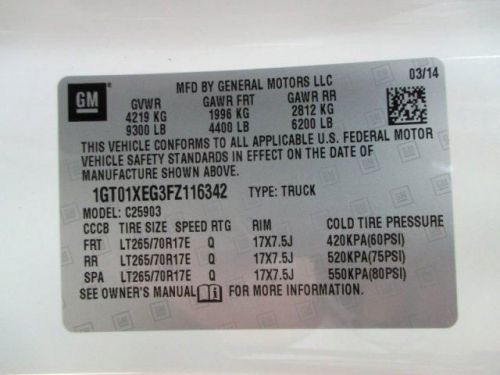 GM
MFD BY GENERAL MOTORS LLC
03/14
GVWR GAWR FRT GAWR RR
4219 KG 1996 KG 2812 KG
9300 LB 4400 LB 6200 LB
THIS VEHICLE CONFORMS TO ALL APPLICABLE U.S. FEDERAL MOTOR
VEHICLE SAFETY STANDARDS IN EFFECT ON THE DATE OF
MANUFACTURE SHOWN ABOVE.
1GT01XEG3FZ116342 TYPE: TRUCK
MODEL: C25903
CCCB TIRE SIZE SPEED RTG RIM COLD TIRE PRESSURE
FRT LT265/70R17E Q 17X7.5J 420KPA(60PSI)
RR LT265/70R17E Q 17X7.5J 520KPA(75PSI)
SPA LT265/70R17E Q 17X7.5J 550KPA(80PSI)
SEE OWNER'S MANUAL FOR MORE INFORMATION.